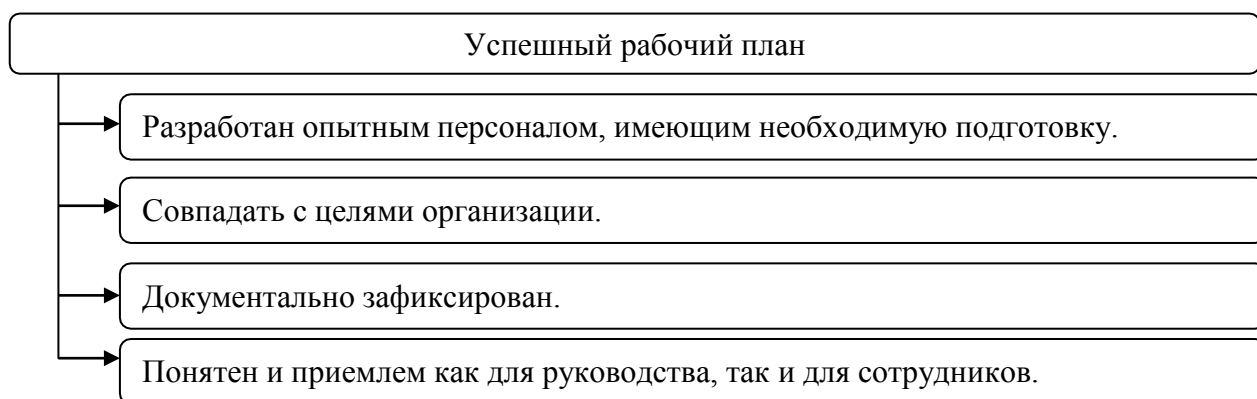 Успешный рабочий план
Разработан опытным персоналом, имеющим необходимую подготовку.
Совпадать с целями организации.
Документально зафиксирован.
Понятен и приемлем как для руководства, так и для сотрудников.